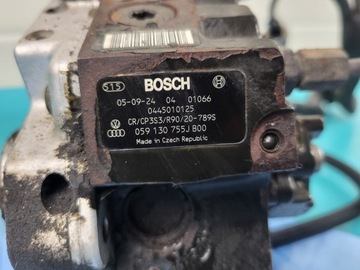 515 BOSCH
05-09-24 04 01066
0445010125
CR/CP3S3/R90/20-789S
059 130 755J B00
Made in Czech Republic